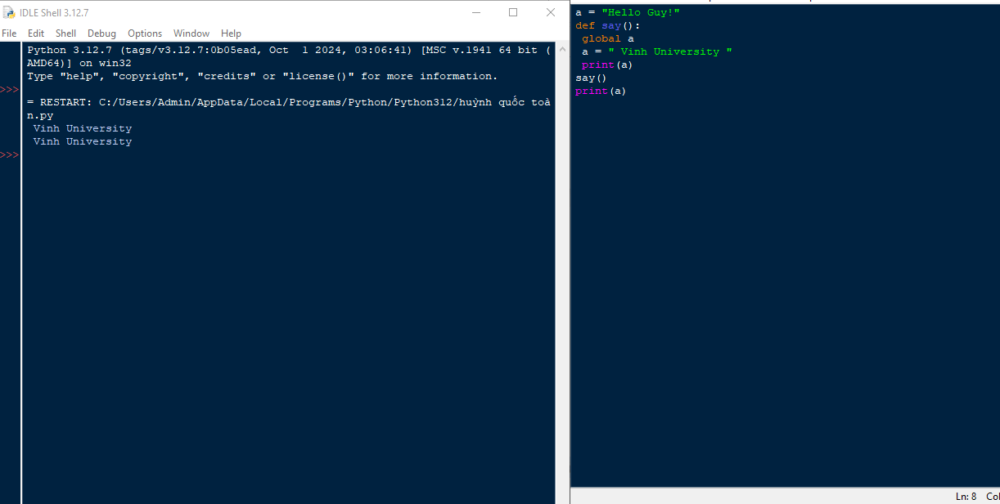 IDLE Shell 3.12.7
File Edit Shell Debug Options Window Help
Python 3.12.7 (tags/v3.12.7:0b05ead, Oct  1 2024, 03:06:41) [MSC v.1941 64 bit (
AMD64)] on win32
Type "help", "copyright", "credits" or "license()" for more information.
>>>
= RESTART: C:/Users/Admin/AppData/Local/Programs/Python/Python312/huỳnh quốc toà
n.py
 Vinh University
 Vinh University
>>>
a = "Hello Guy!"
def say():
 global a
 a = " Vinh University "
 print(a)
say()
print(a)
Ln: 8 Co